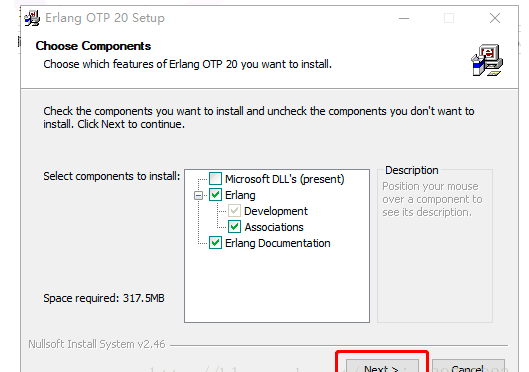 Erlang OTP 20 Setup
Choose Components
Choose which features of Erlang OTP 20 you want to install.
Check the components you want to install and uncheck the components you don't want to
install. Click Next to continue.
Select components to install:
Microsoft DLL's (present)
Erlang
Development
Associations
Erlang Documentation
Description
Position your mouse
over a component to
see its description.
Space required: 317.5MB
Nullsoft Install System v2.46
Next >
Cancel